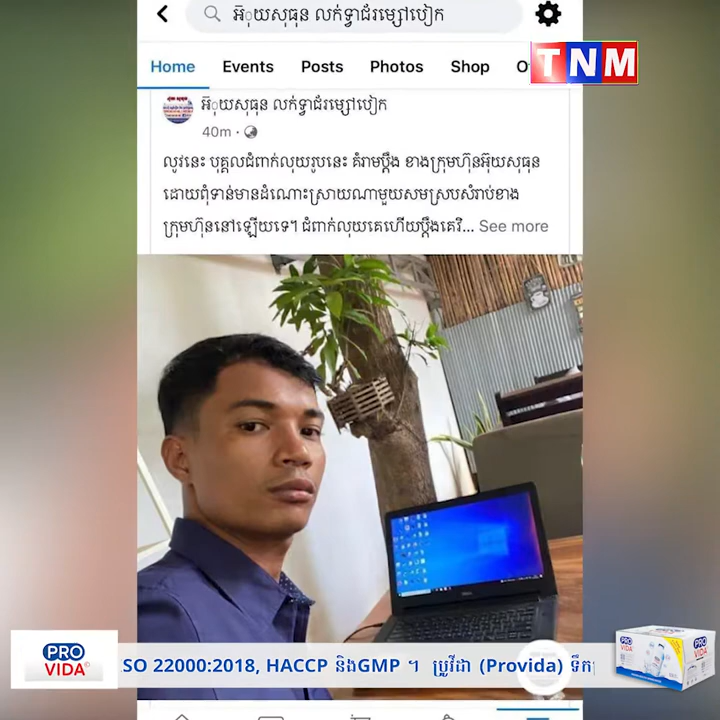 អ៊ុយសុធុន លក់ទ្វាជ័រម្សៅបៀក
TNM
Home Events Posts Photos Shop
អ៊ុយសុធុន លក់ទ្វាជ័រម្សៅបៀក
40m ·
លូវនេះ បុគ្គលជំពាក់លុយរូបនេះ គំរាមប្ដឹង ខាងក្រុមហ៊ុនអ៊ុយសុធុន
ដោយពុំទាន់មានដំណោះស្រាយណាមួយសមស្របសំរាប់ខាង
ក្រុមហ៊ុននៅឡើយទេ។ ជំពាក់លុយគេហើយប្ដឹងគេវិ... See more
DELL
PRO VIDA
SO 22000:2018, HACCP និងGMP ។ ប្រូវីដា (Provida) ទឹក
PRO VIDA